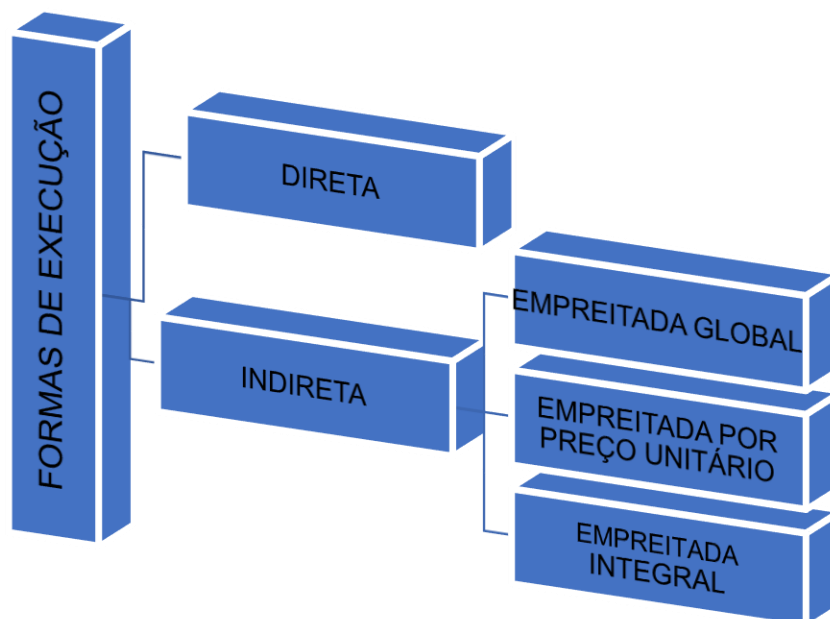 FORMAS DE EXECUÇÃO
DIRETA
INDIRETA
EMPREITADA GLOBAL
EMPREITADA POR
PREÇO UNITÁRIO
EMPREITADA
INTEGRAL